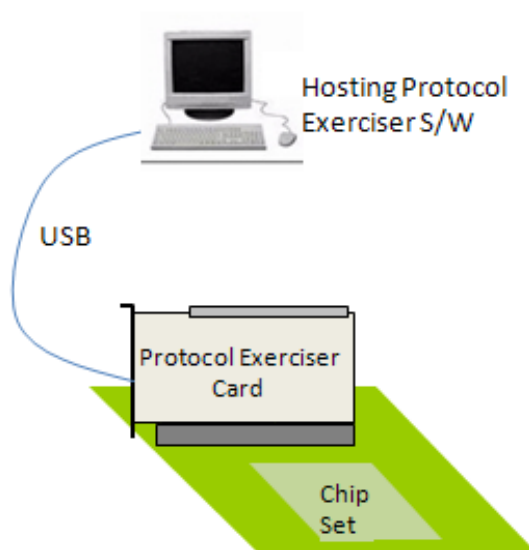 Hosting Protocol
Exerciser S/W
USB
Protocol Exerciser
Card
Chip
Set